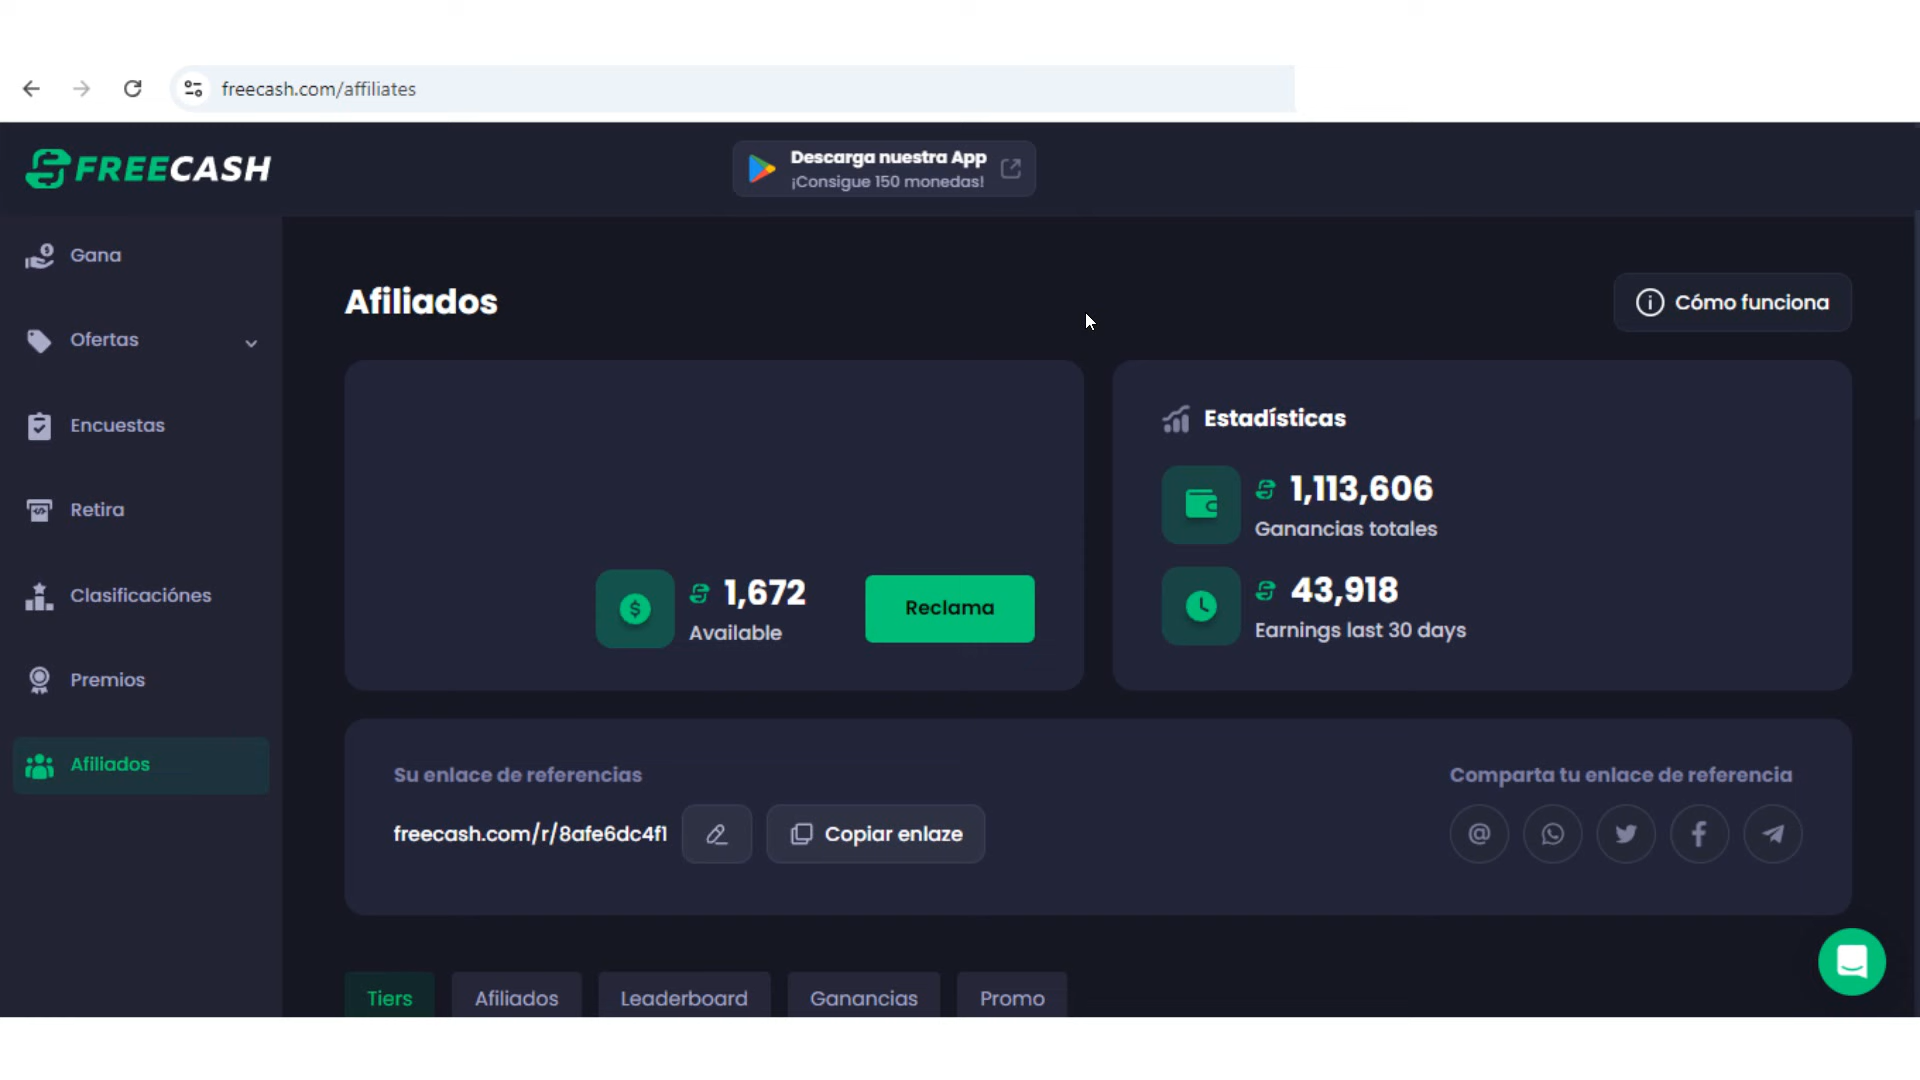 freecash.com/affiliates
FREECASH
Descarga nuestra App
¡Consigue 150 monedas!
Gana
Ofertas
Encuestas
Retira
Clasificaciónes
Premios
Afiliados
Afiliados
Cómo funciona
1,672
Available
Reclama
Estadísticas
1,113,606
Ganancias totales
43,918
Earnings last 30 days
Su enlace de referencias
freecash.com/r/8afe6dc4f1
Copiar enlaze
Comparta tu enlace de referencia
Tiers
Afiliados
Leaderboard
Ganancias
Promo